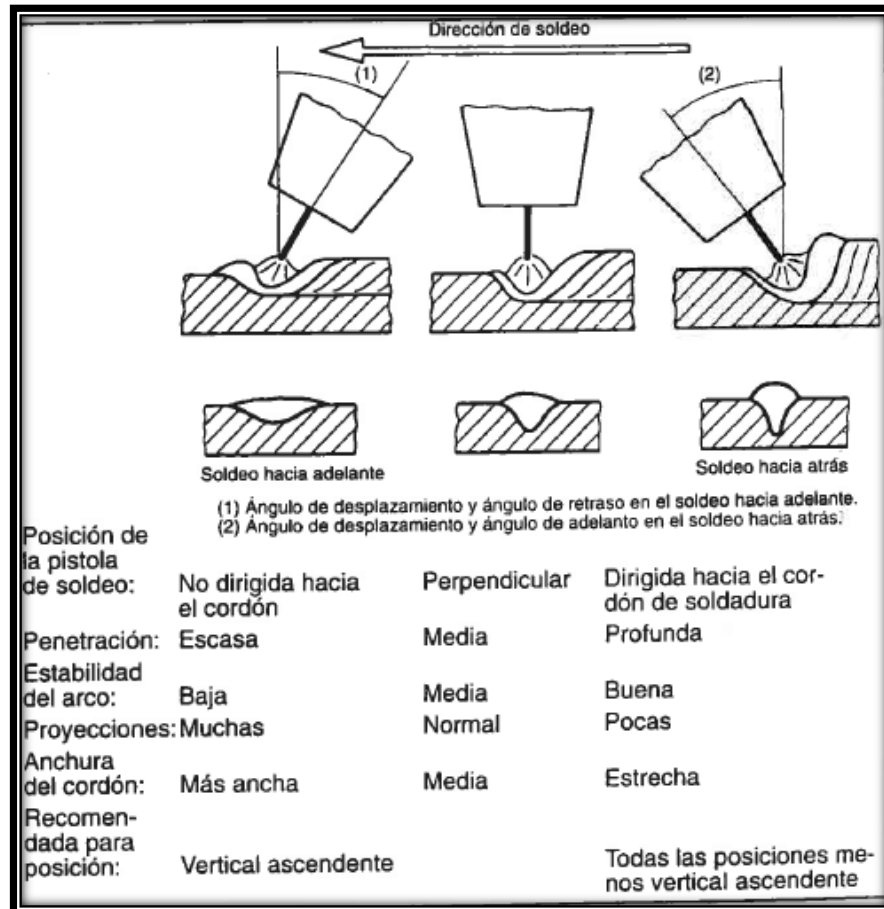 Dirección de soldeo
(1)
(2)
Soldeo hacia adelante
Soldeo hacia atrás
(1) Ángulo de desplazamiento y ángulo de retraso en el soldeo hacia adelante.
(2) Ángulo de desplazamiento y ángulo de adelanto en el soldeo hacia atrás.
Posición de
la pistola
de soldeo: No dirigida hacia Perpendicular Dirigida hacia el cor-
el cordón dón de soldadura
Penetración: Escasa Media Profunda
Estabilidad
del arco: Baja Media Buena
Proyecciones: Muchas Normal Pocas
Anchura
del cordón: Más ancha Media Estrecha
Recomen-
dada para
posición: Vertical ascendente Todas las posiciones me-
nos vertical ascendente